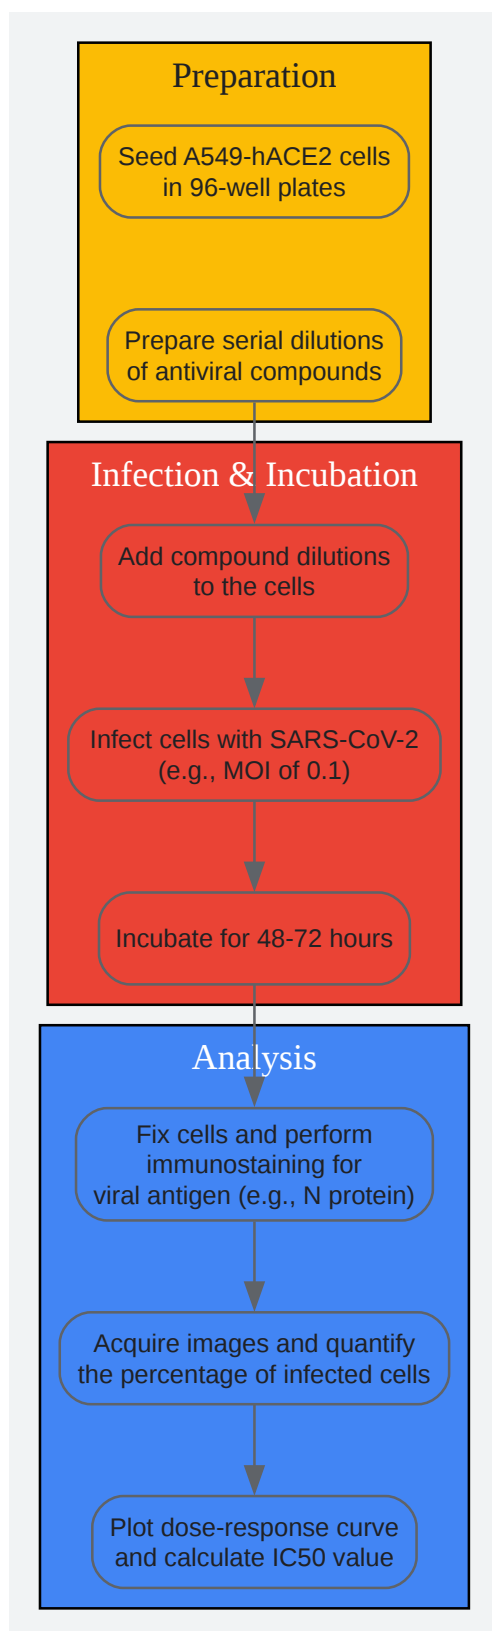 Preparation
Seed A549-hACE2 cells
in 96-well plates
Prepare serial dilutions
of antiviral compounds
Infection & Incubation
Add compound dilutions
to the cells
Infect cells with SARS-CoV-2
(e.g., MOI of 0.1)
Incubate for 48-72 hours
Analysis
Fix cells and perform
immunostaining for
viral antigen (e.g., N protein)
Acquire images and quantify
the percentage of infected cells
Plot dose-response curve
and calculate IC50 value